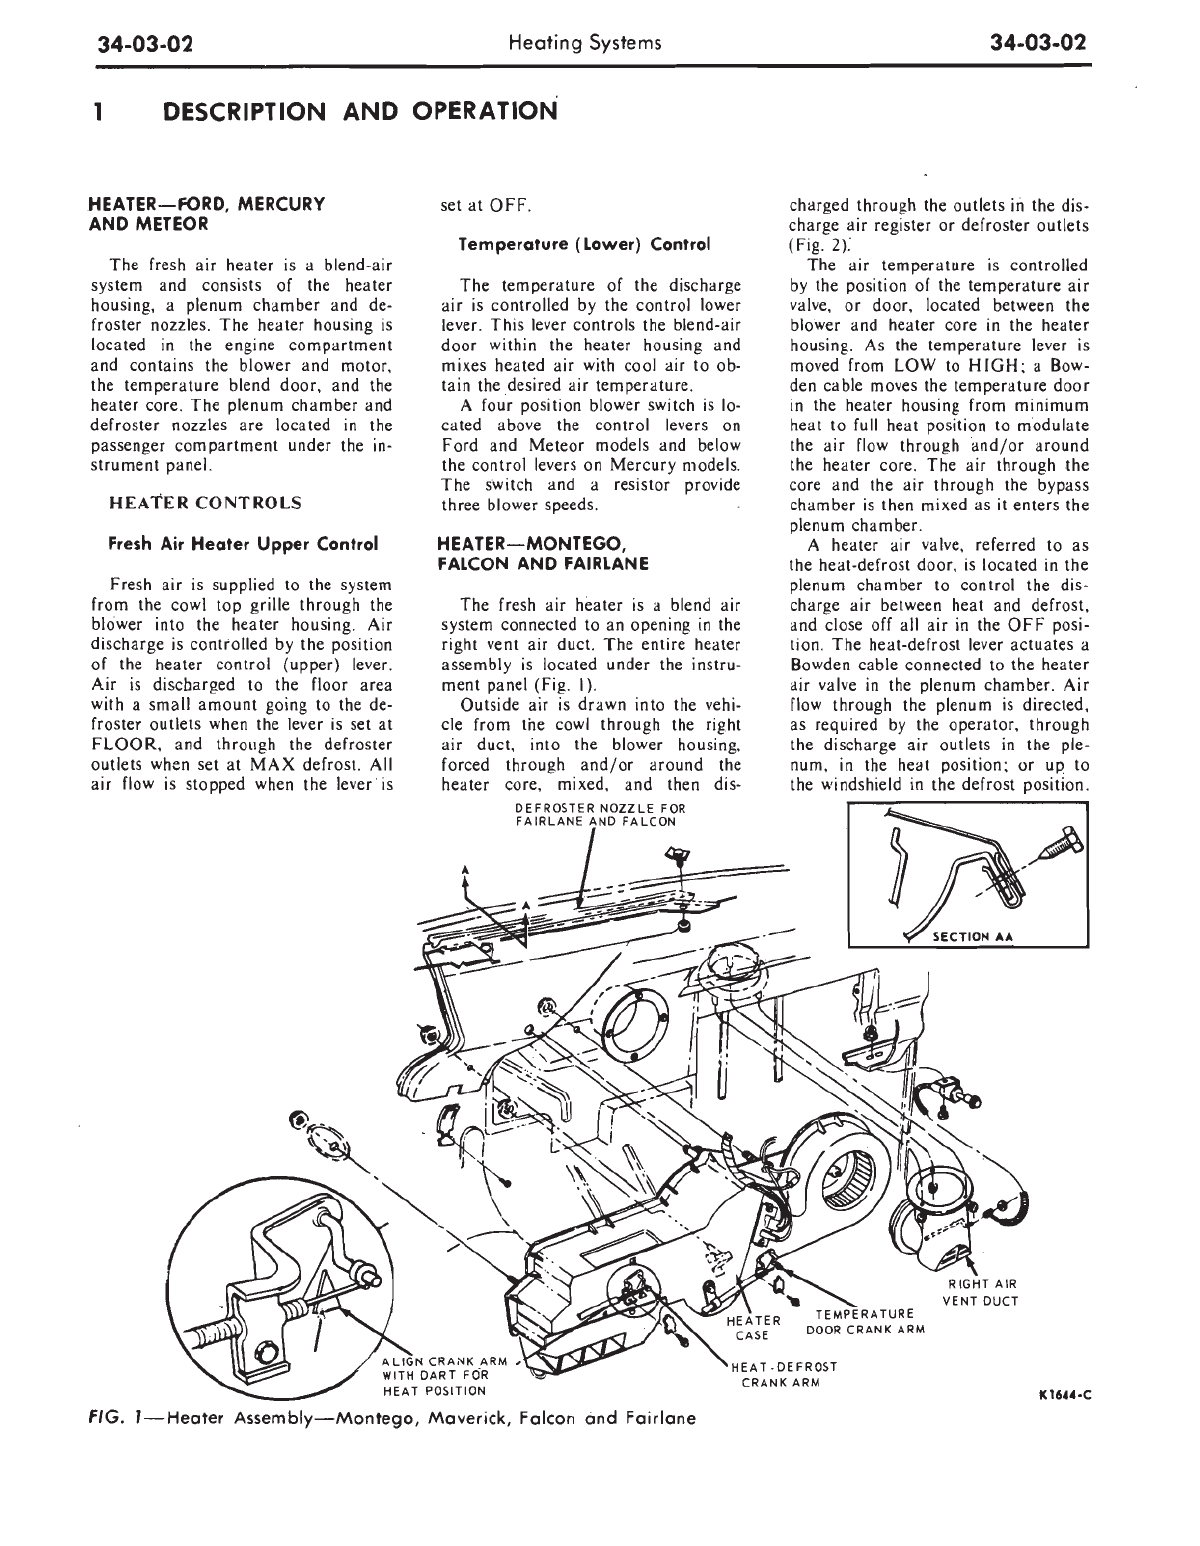 34-03-02
Heating Systems
34-03-02
1 DESCRIPTION AND OPERATION
HEATER—FORD, MERCURY
AND METEOR
The fresh air heater is a blend-air
system and consists of the heater
housing, a plenum chamber and de-
froster nozzles. The heater housing is
located in the engine compartment
and contains the blower and motor,
the temperature blend door, and the
heater core. The plenum chamber and
defroster nozzles are located in the
passenger compartment under the in-
strument panel.
HEATER CONTROLS
Fresh Air Heater Upper Control
Fresh air is supplied to the system
from the cowl top grille through the
blower into the heater housing. Air
discharge is controlled by the position
of the heater control (upper) lever.
Air is discharged to the floor area
with a small amount going to the de-
froster outlets when the lever is set at
FLOOR, and through the defroster
outlets when set at MAX defrost. All
air flow is stopped when the lever is
set at OFF.
Temperature (Lower) Control
The temperature of the discharge
air is controlled by the control lower
lever. This lever controls the blend-air
door within the heater housing and
mixes heated air with cool air to ob-
tain the desired air temperature.
A four position blower switch is lo-
cated above the control levers on
Ford and Meteor models and below
the control levers on Mercury models.
The switch and a resistor provide
three blower speeds.
HEATER—MONTEGO,
FALCON AND FAIRLANE
The fresh air heater is a blend air
system connected to an opening in the
right vent air duct. The entire heater
assembly is located under the instru-
ment panel (Fig. 1).
Outside air is drawn into the vehi-
cle from the cowl through the right
air duct, into the blower housing,
forced through and/or around the
heater core, mixed, and then dis-
charged through the outlets in the dis-
charge air register or defroster outlets
(Fig. 2).
The air temperature is controlled
by the position of the temperature air
valve, or door, located between the
blower and heater core in the heater
housing. As the temperature lever is
moved from LOW to HIGH; a Bow-
den cable moves the temperature door
in the heater housing from minimum
heat to full heat position to modulate
the air flow through and/or around
the heater core. The air through the
core and the air through the bypass
chamber is then mixed as it enters the
plenum chamber.
A heater air valve, referred to as
the heat-defrost door, is located in the
plenum chamber to control the dis-
charge air between heat and defrost,
and close off all air in the OFF posi-
tion. The heat-defrost lever actuates a
Bowden cable connected to the heater
air valve in the plenum chamber. Air
flow through the plenum is directed,
as required by the operator, through
the discharge air outlets in the ple-
num, in the heat position; or up to
the windshield in the defrost position.
DEFROSTER NOZZLE FOR
FAIRLANE AND FALCON
A
A
SECTION AA
RIGHT AIR
VENT DUCT
HEATER
CASE
TEMPERATURE
DOOR CRANK ARM
ALIGN CRANK ARM
WITH DART FOR
HEAT POSITION
HEAT-DEFROST
CRANK ARM
K1644-C
FIG. 1—Heater Assembly—Montego, Maverick, Falcon and Fairlane